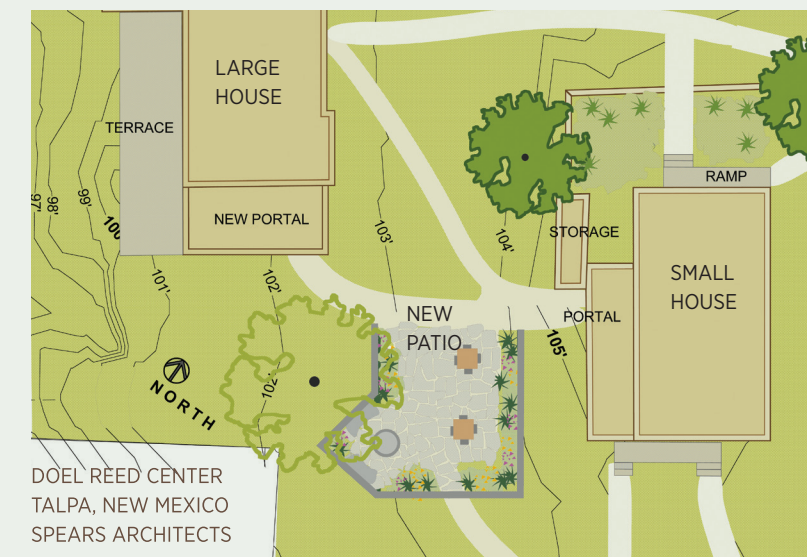 LARGE
HOUSE
TERRACE
NEW PORTAL
97'
98'
99'
100'
101'
102'
103'
104'
105'
102'
RAMP
STORAGE
SMALL
HOUSE
PORTAL
NEW
PATIO
NORTH
DOEL REED CENTER
TALPA, NEW MEXICO
SPEARS ARCHITECTS